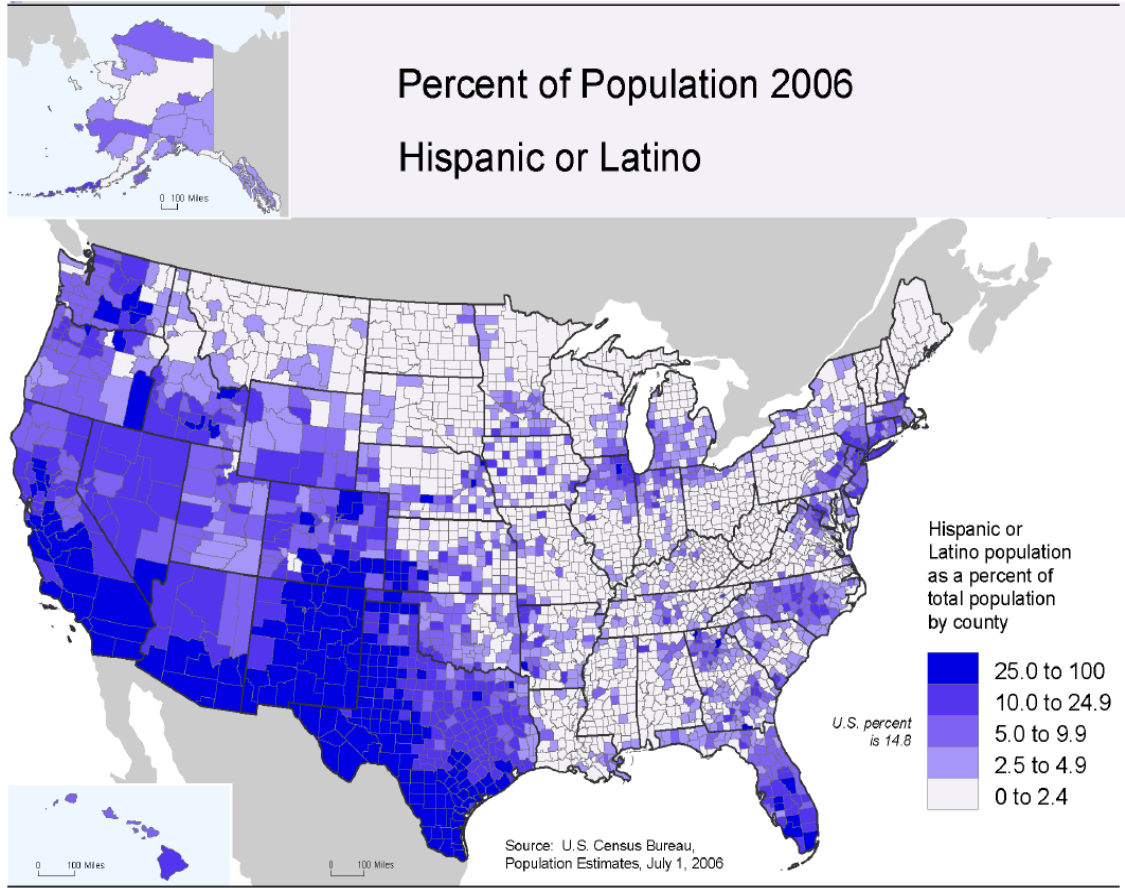 Percent of Population 2006
Hispanic or Latino
0 100 Miles
Hispanic or
Latino population
as a percent of
total population
by county
25.0 to 100
10.0 to 24.9
5.0 to 9.9
2.5 to 4.9
0 to 2.4
U.S. percent
is 14.8
Source: U.S. Census Bureau,
Population Estimates, July 1, 2006
0 100 Miles
0 100 Miles